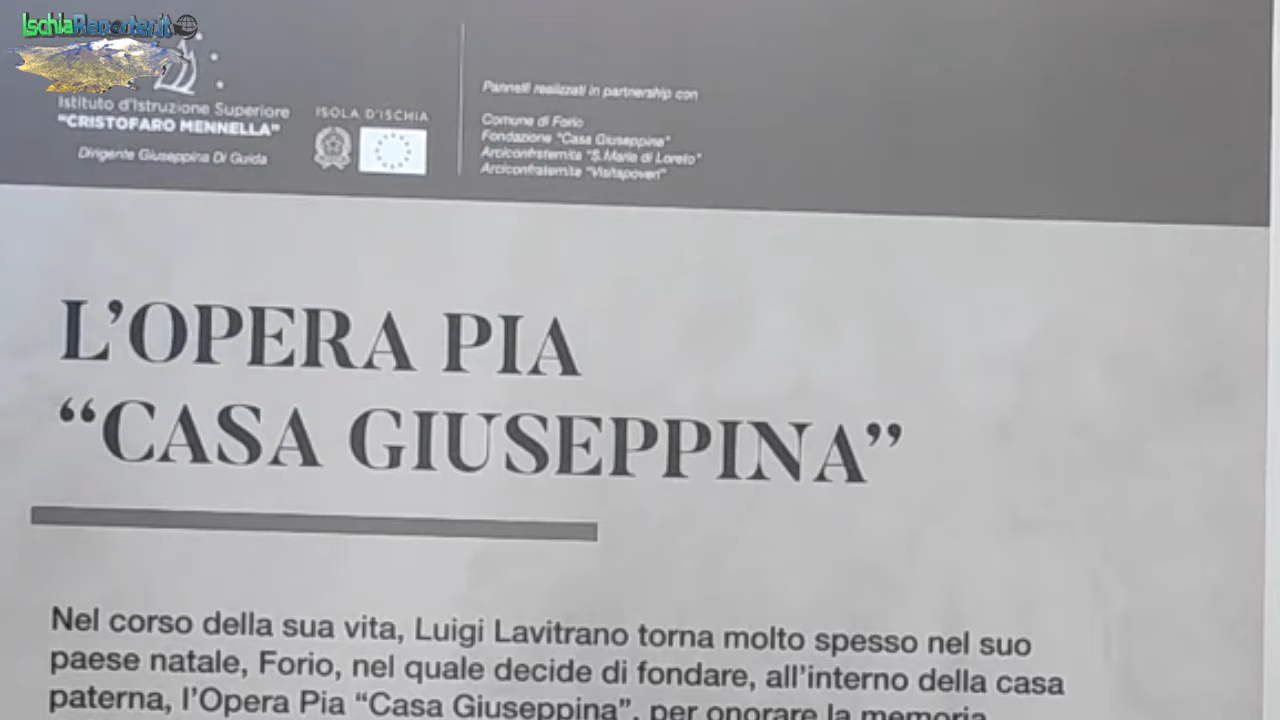 IschiaReporter.it
Istituto d'Istruzione Superiore
"CRISTOFARO MENNELLA"
Dirigente Giuseppina Di Guida
ISOLA D'ISCHIA
Pannelli realizzati in partnership con
Comune di Forio
Fondazione "Casa Giuseppina"
Arciconfraternita "S. Maria di Loreto"
Arciconfraternita "Visitapoveri"
L'OPERA PIA
“CASA GIUSEPPINA”
Nel corso della sua vita, Luigi Lavitrano torna molto spesso nel suo
paese natale, Forio, nel quale decide di fondare, all'interno della casa
paterna, l'Opera Pia “Casa Giuseppina”, per onorare la memoria